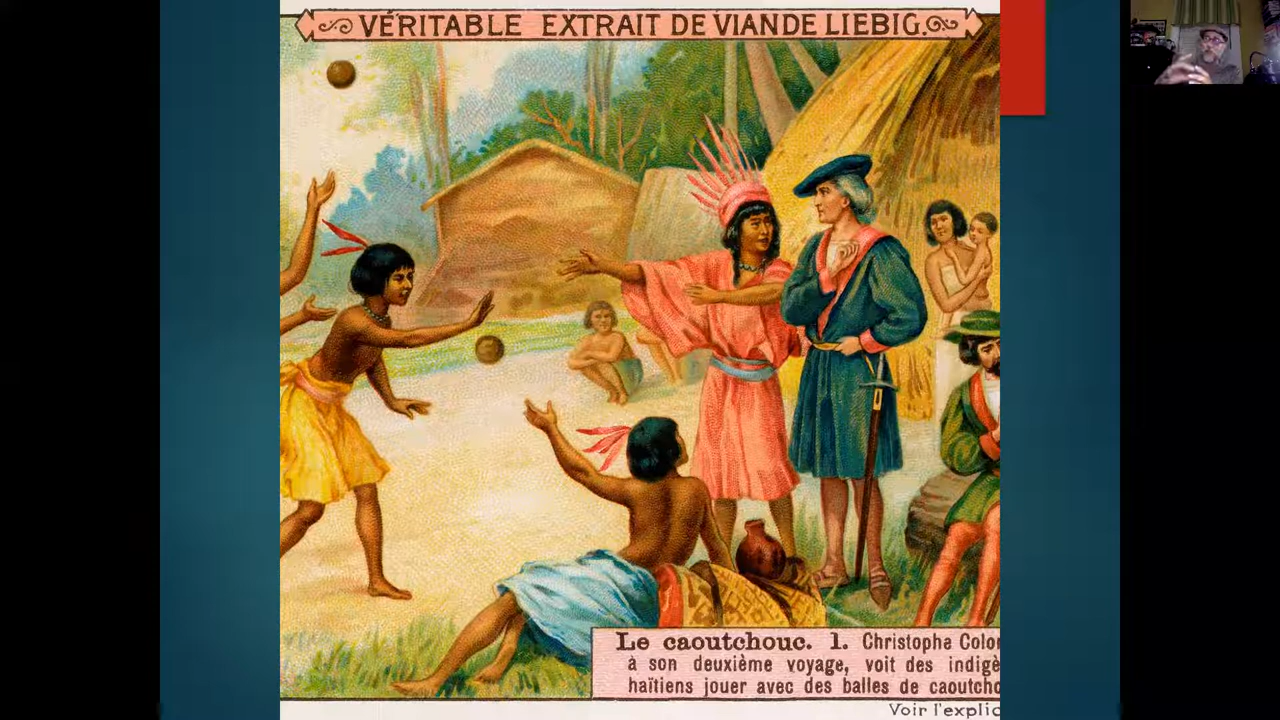 VÉRITABLE EXTRAIT DE VIANDE LIEBIG.
Le caoutchouc. 1. Christophe Colo
à son deuxième voyage, voit des indigè
haïtiens jouer avec des balles de caoutcho
Voir l'explic